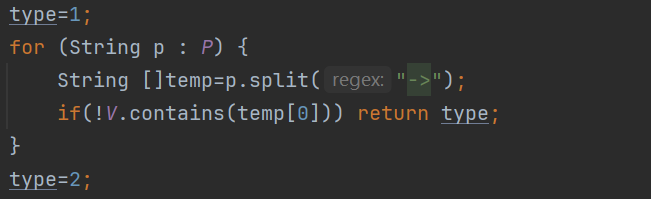 type=1;
for (String p : P) {
    String []temp=p.split( regex: "->");
    if(!V.contains(temp[0])) return type;
}
type=2;